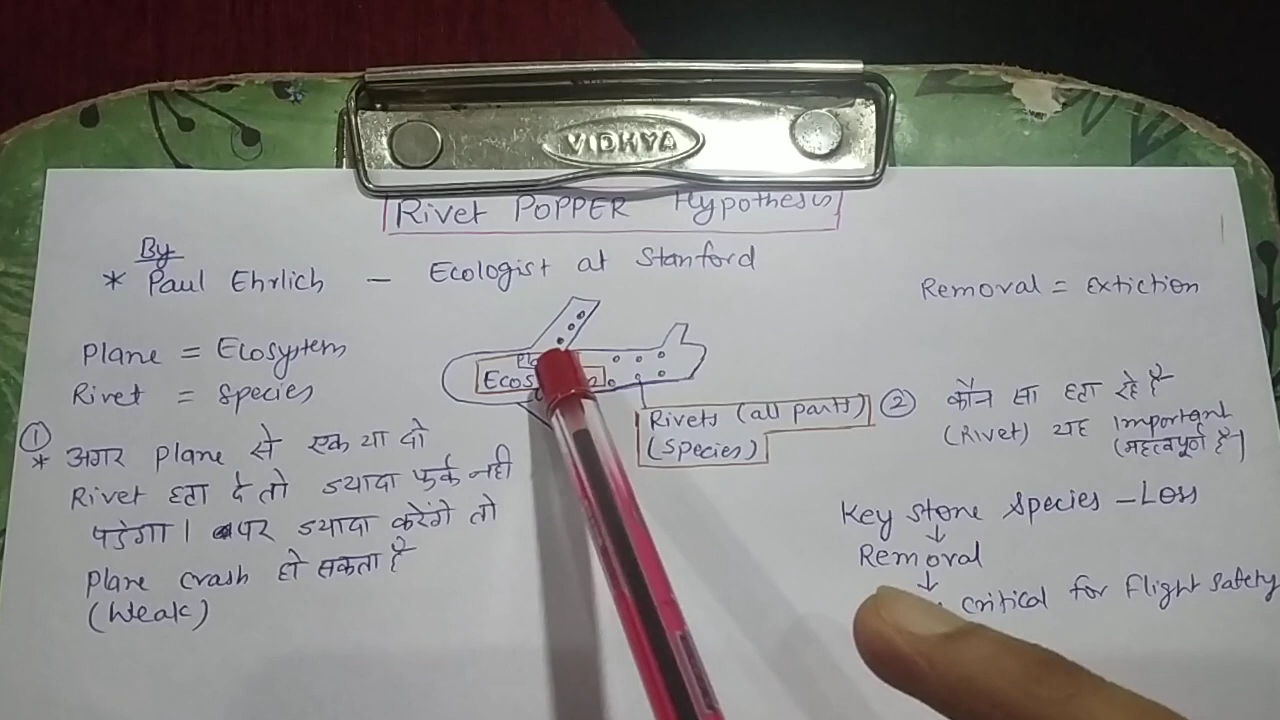 VIDHYA
Rivet POPPER Hypothesis
By
* Paul Ehrlich — Ecologist at Stanford
Removal = Extiction
Plane = Ecosystem
Rivet = Species
Rivets (all parts)
(Species)
① 
* अगर Plane से एक या दो
Rivet हटा दे तो ज्यादा फर्क नही
पड़ेगा। पर ज्यादा करेंगे तो
Plane crash हो सकता है
(Weak)
② कौन सा हटा रहे है
(Rivet) यह Important
(महत्वपूर्ण है)
Key stone Species - Loss
↓
Removal
↓
critical for flight safety